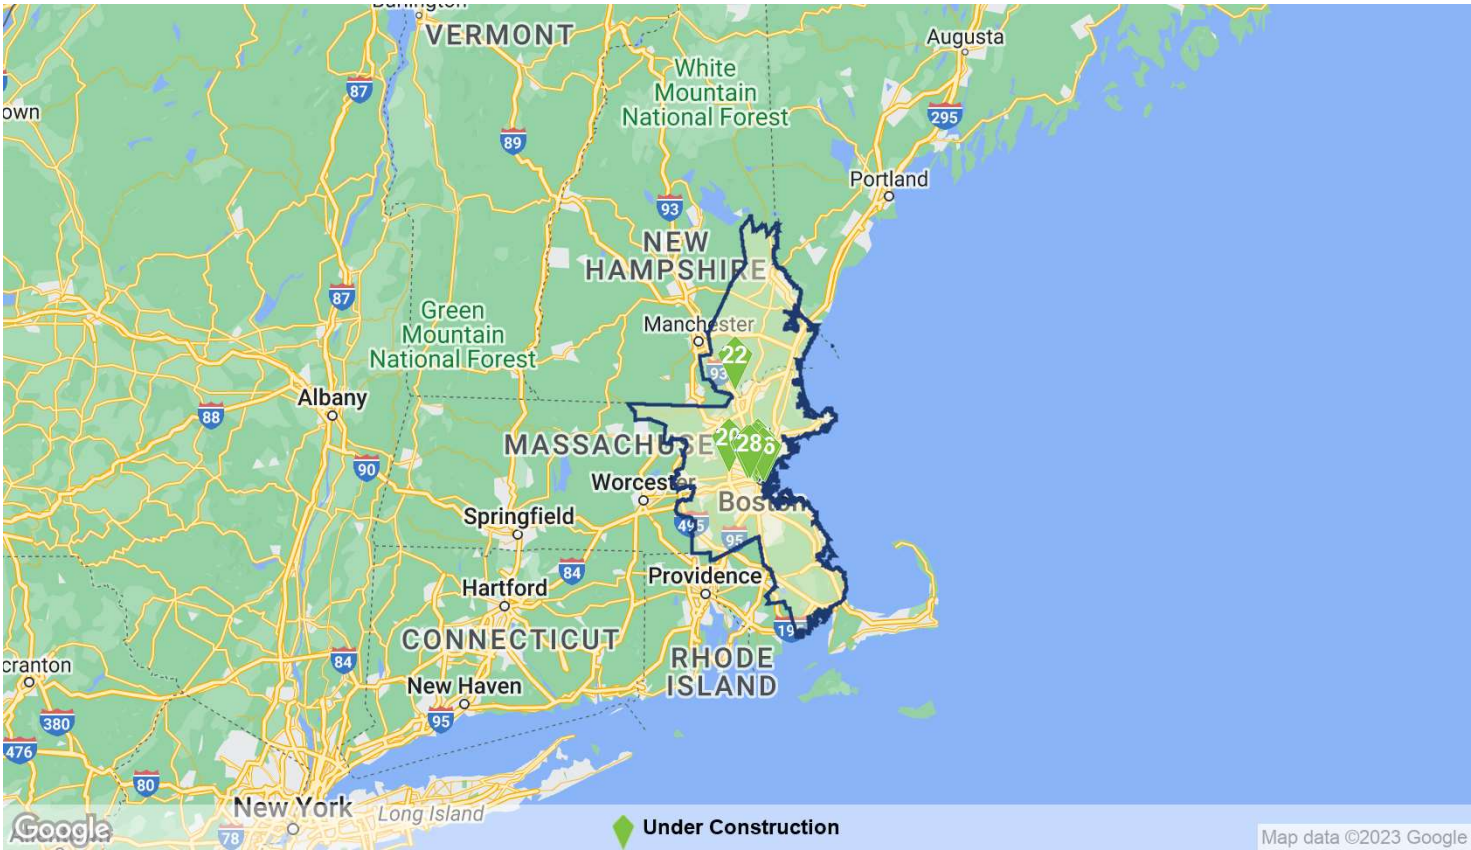 VERMONT
Augusta
White
Mountain
National Forest
87
own
89
295
Portland
93
NEW
HAMPSHIRE
87
Green
Mountain
National Forest
Manchester
22
93
Albany
88
MASSACHUSE
20
28
6
90
Worcester
Springfield
Boston
495
95
84
Providence
Hartford
CONNECTICUT
195
84
RHODE
ISLAND
cranton
New Haven
380
95
476
80
New York
Long Island
Google
78
Under Construction
Map data ©2023 Google